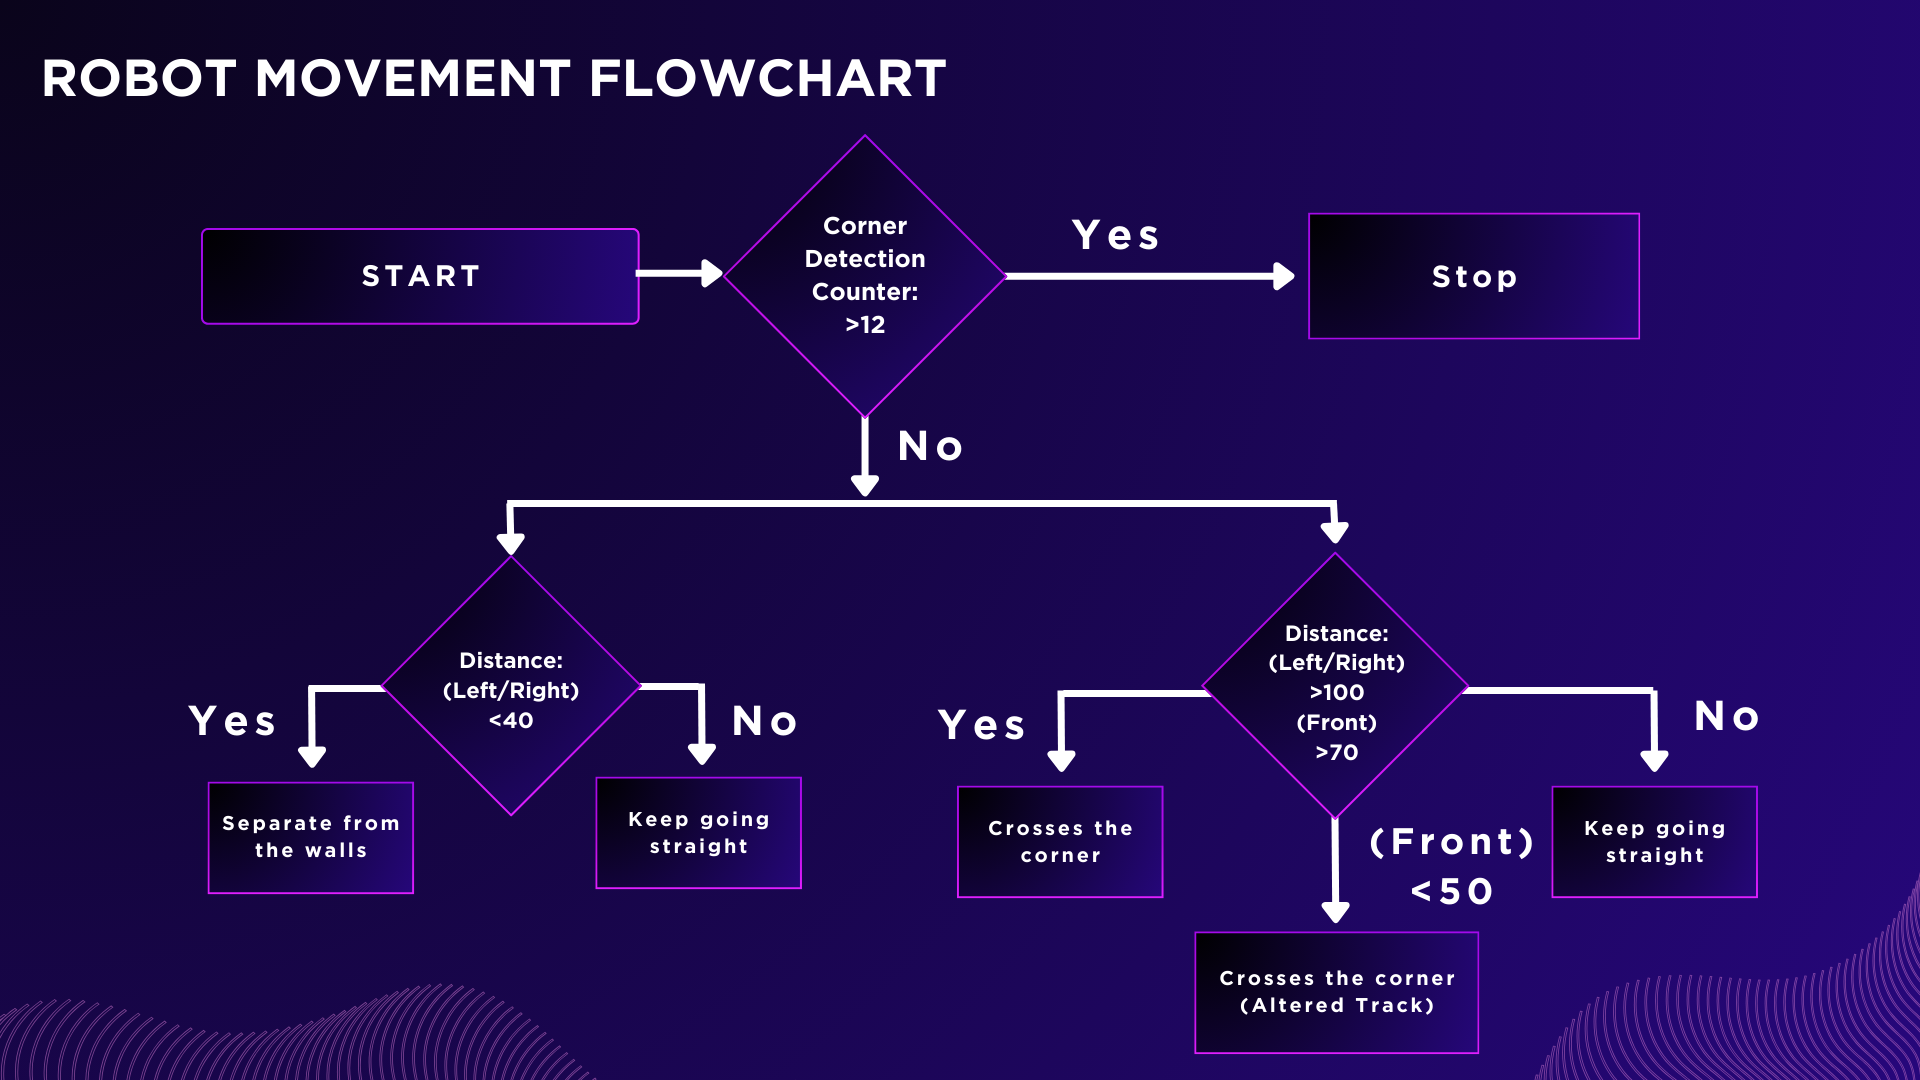 ROBOT MOVEMENT FLOWCHART
START
Corner
Detection
Counter:
>12
Yes
Stop
No
Distance:
(Left/Right)
<40
Yes
No
Separate from
the walls
Keep going
straight
Distance:
(Left/Right)
>100
(Front)
>70
Yes
No
Crosses the
corner
(Front)
<50
Keep going
straight
Crosses the corner
(Altered Track)